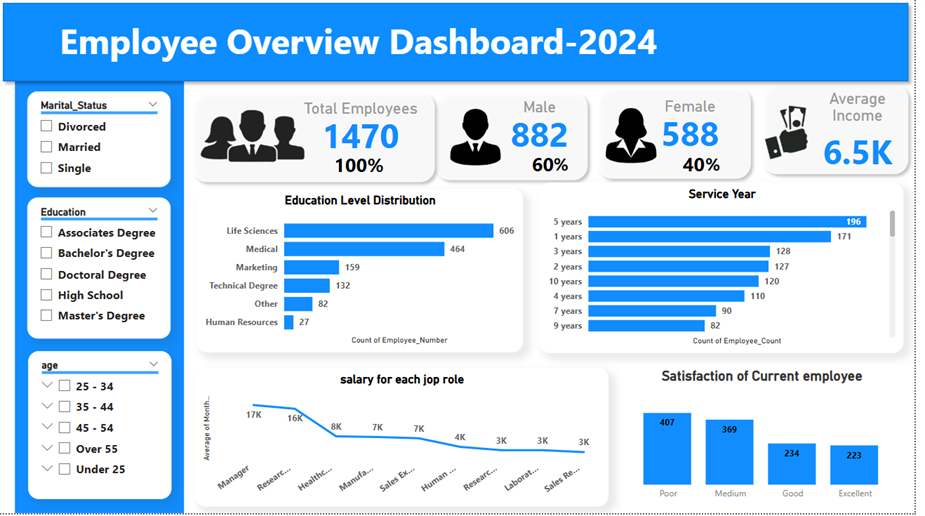 Employee Overview Dashboard-2024
Marital_Status
Divorced
Married
Single
Education
Associates Degree
Bachelor's Degree
Doctoral Degree
High School
Master's Degree
age
25 - 34
35 - 44
45 - 54
Over 55
Under 25
Total Employees
1470
100%
Male
882
60%
Female
588
40%
Average
Income
6.5K
Education Level Distribution
Life Sciences 606
Medical 464
Marketing 159
Technical Degree 132
Other 82
Human Resources 27
Count of Employee_Number
Service Year
5 years 196
1 years 171
3 years 128
2 years 127
10 years 120
4 years 110
7 years 90
9 years 82
Count of Employee_Count
salary for each jop role
Average of Month...
17K 16K 8K 7K 7K 4K 3K 3K 3K
Manager Researc... Healthc... Manufa... Sales Ex... Human ... Researc... Laborat... Sales Re...
Satisfaction of Current employee
407 369 234 223
Poor Medium Good Excellent